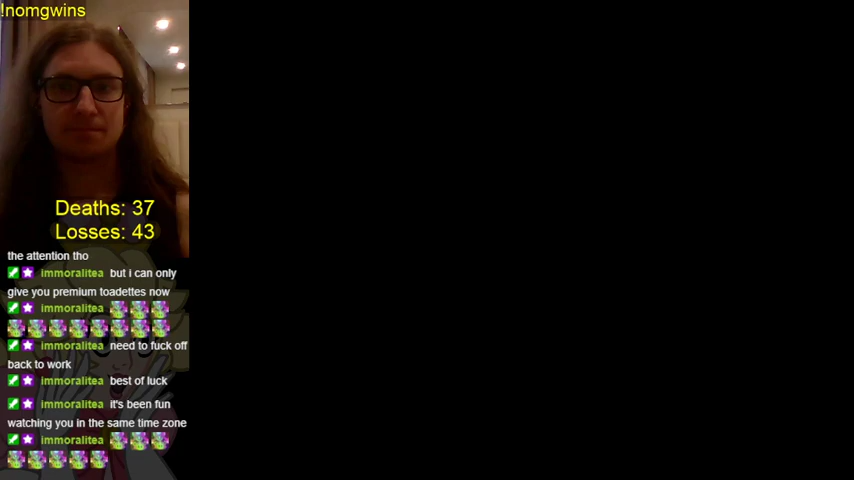 !nomgwins
Deaths: 37
Losses: 43
the attention tho
immoralitea but i can only
give you premium toadettes now
immoralitea
immoralitea need to fuck off
back to work
immoralitea best of luck
immoralitea it's been fun
watching you in the same time zone
immoralitea